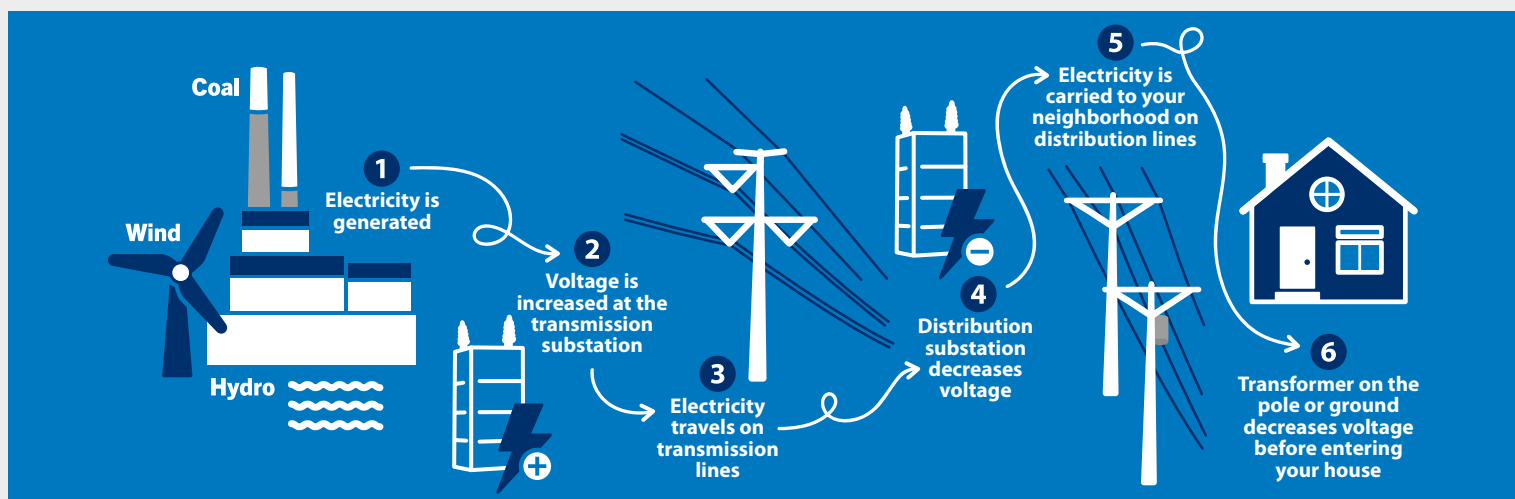 Coal
Wind
Hydro
1
Electricity is
generated
2
Voltage is
increased at the
transmission
substation
3
Electricity
travels on
transmission
lines
4
Distribution
substation
decreases
voltage
5
Electricity is
carried to your
neighborhood on
distribution lines
6
Transformer on the
pole or ground
decreases voltage
before entering
your house